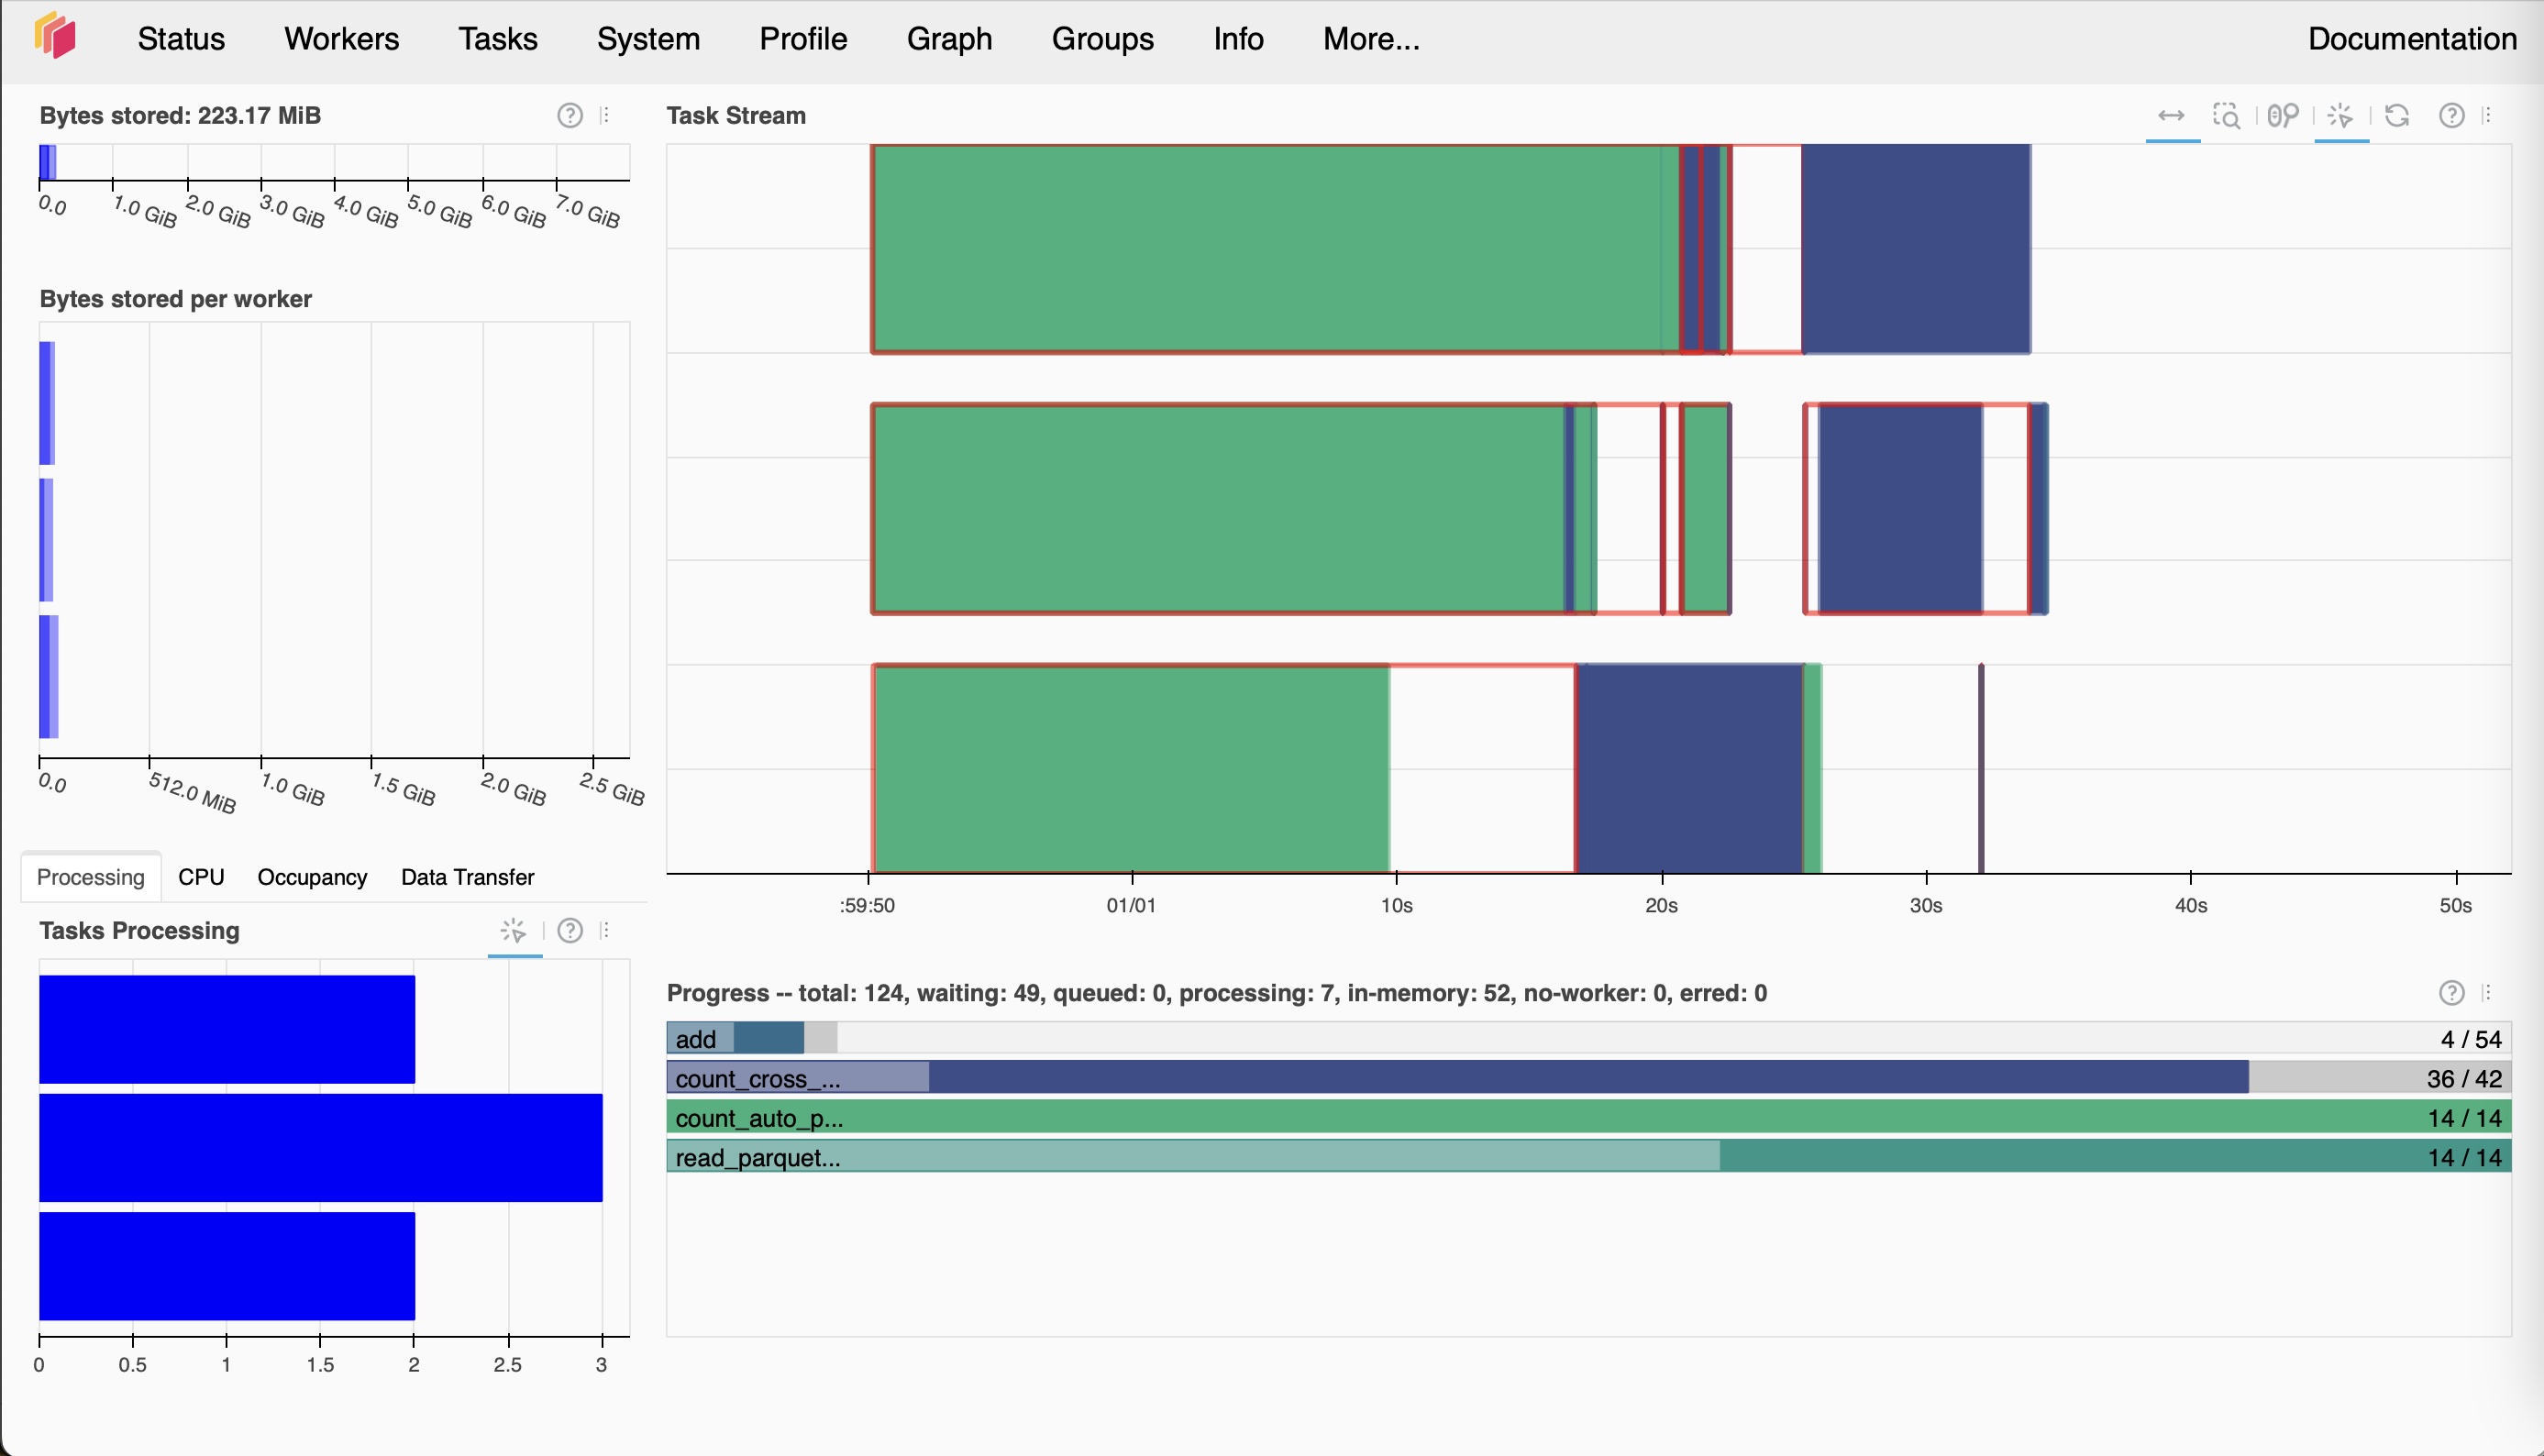 Status Workers Tasks System Profile Graph Groups Info More... Documentation
Bytes stored: 223.17 MiB
0.0 1.0 GiB 2.0 GiB 3.0 GiB 4.0 GiB 5.0 GiB 6.0 GiB 7.0 GiB
Bytes stored per worker
0.0 512.0 MiB 1.0 GiB 1.5 GiB 2.0 GiB 2.5 GiB
Processing CPU Occupancy Data Transfer
Tasks Processing
0 0.5 1 1.5 2 2.5 3
Task Stream
:59:50 01/01 10s 20s 30s 40s 50s
Progress -- total: 124, waiting: 49, queued: 0, processing: 7, in-memory: 52, no-worker: 0, erred: 0
add 4 / 54
count_cross_... 36 / 42
count_auto_p... 14 / 14
read_parquet... 14 / 14